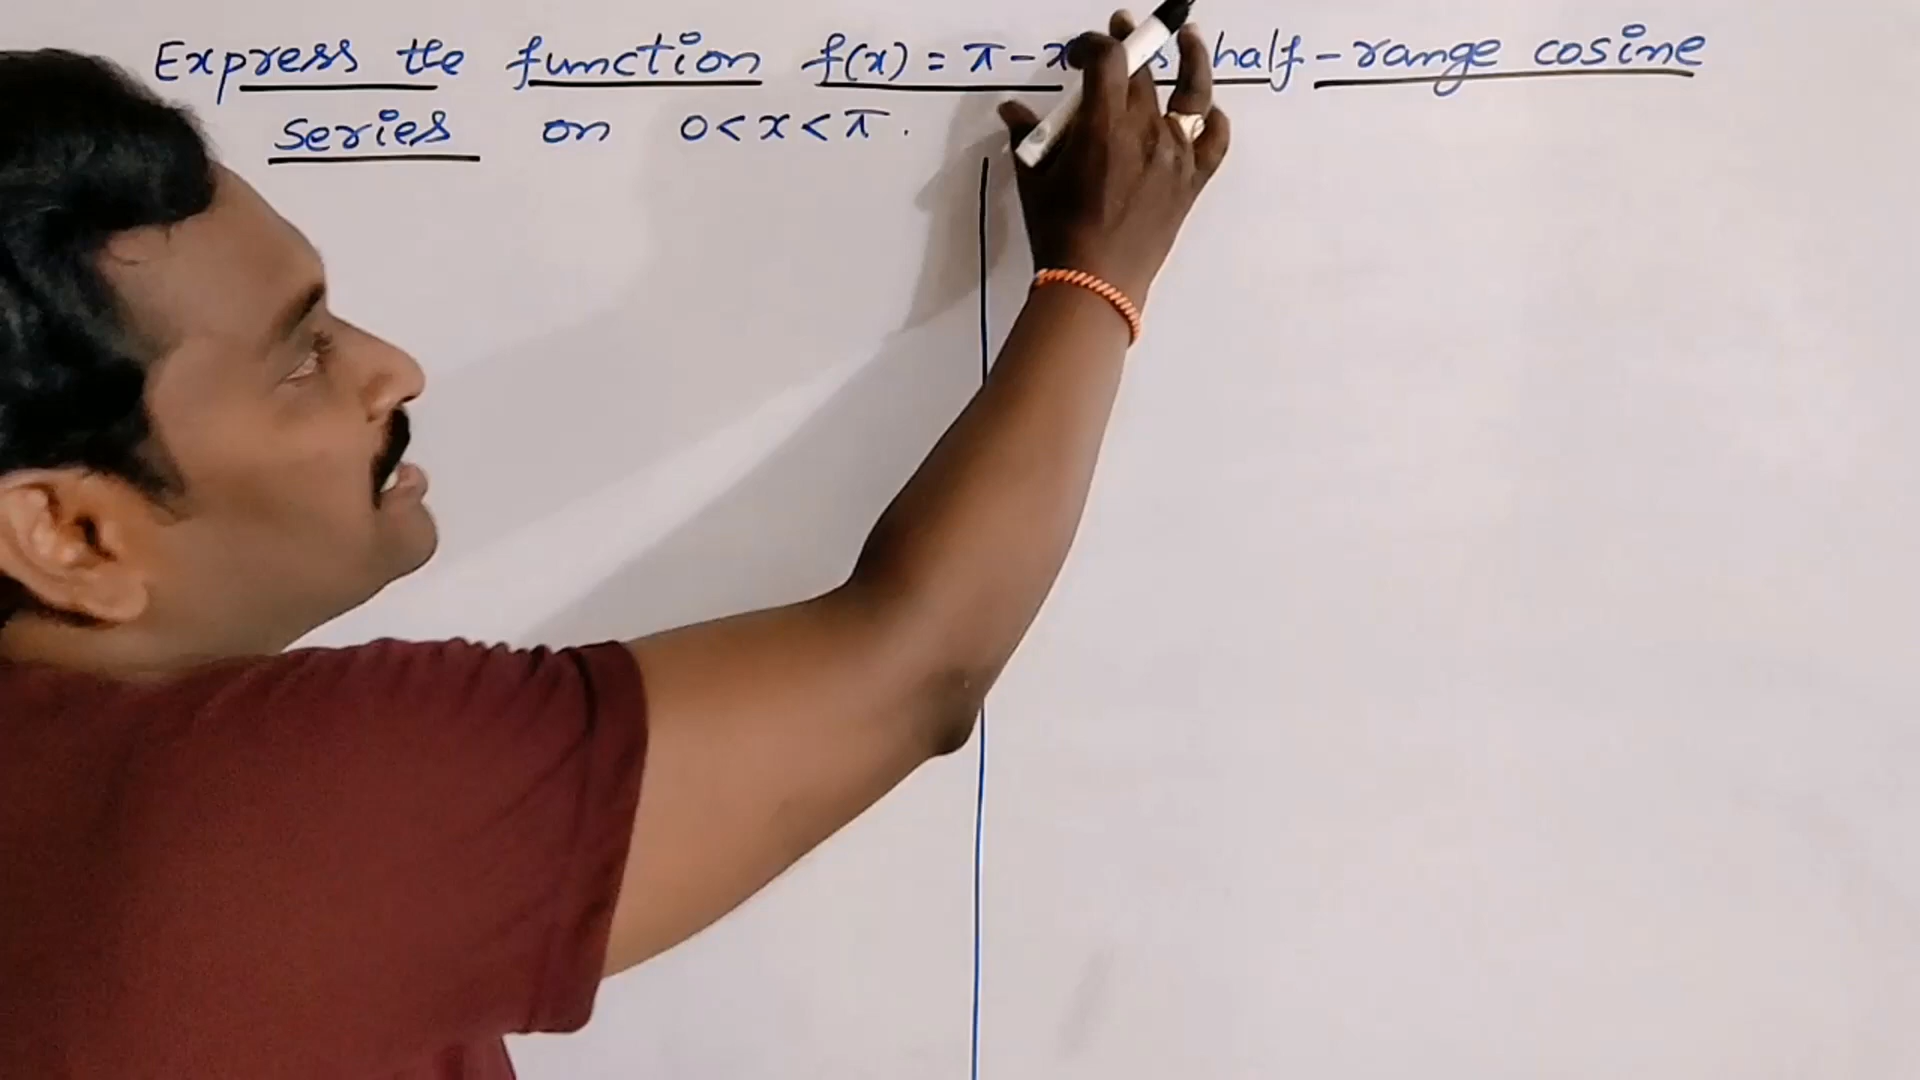 Express the function f(x) = π-x half-range cosine
series on 0<x<π.